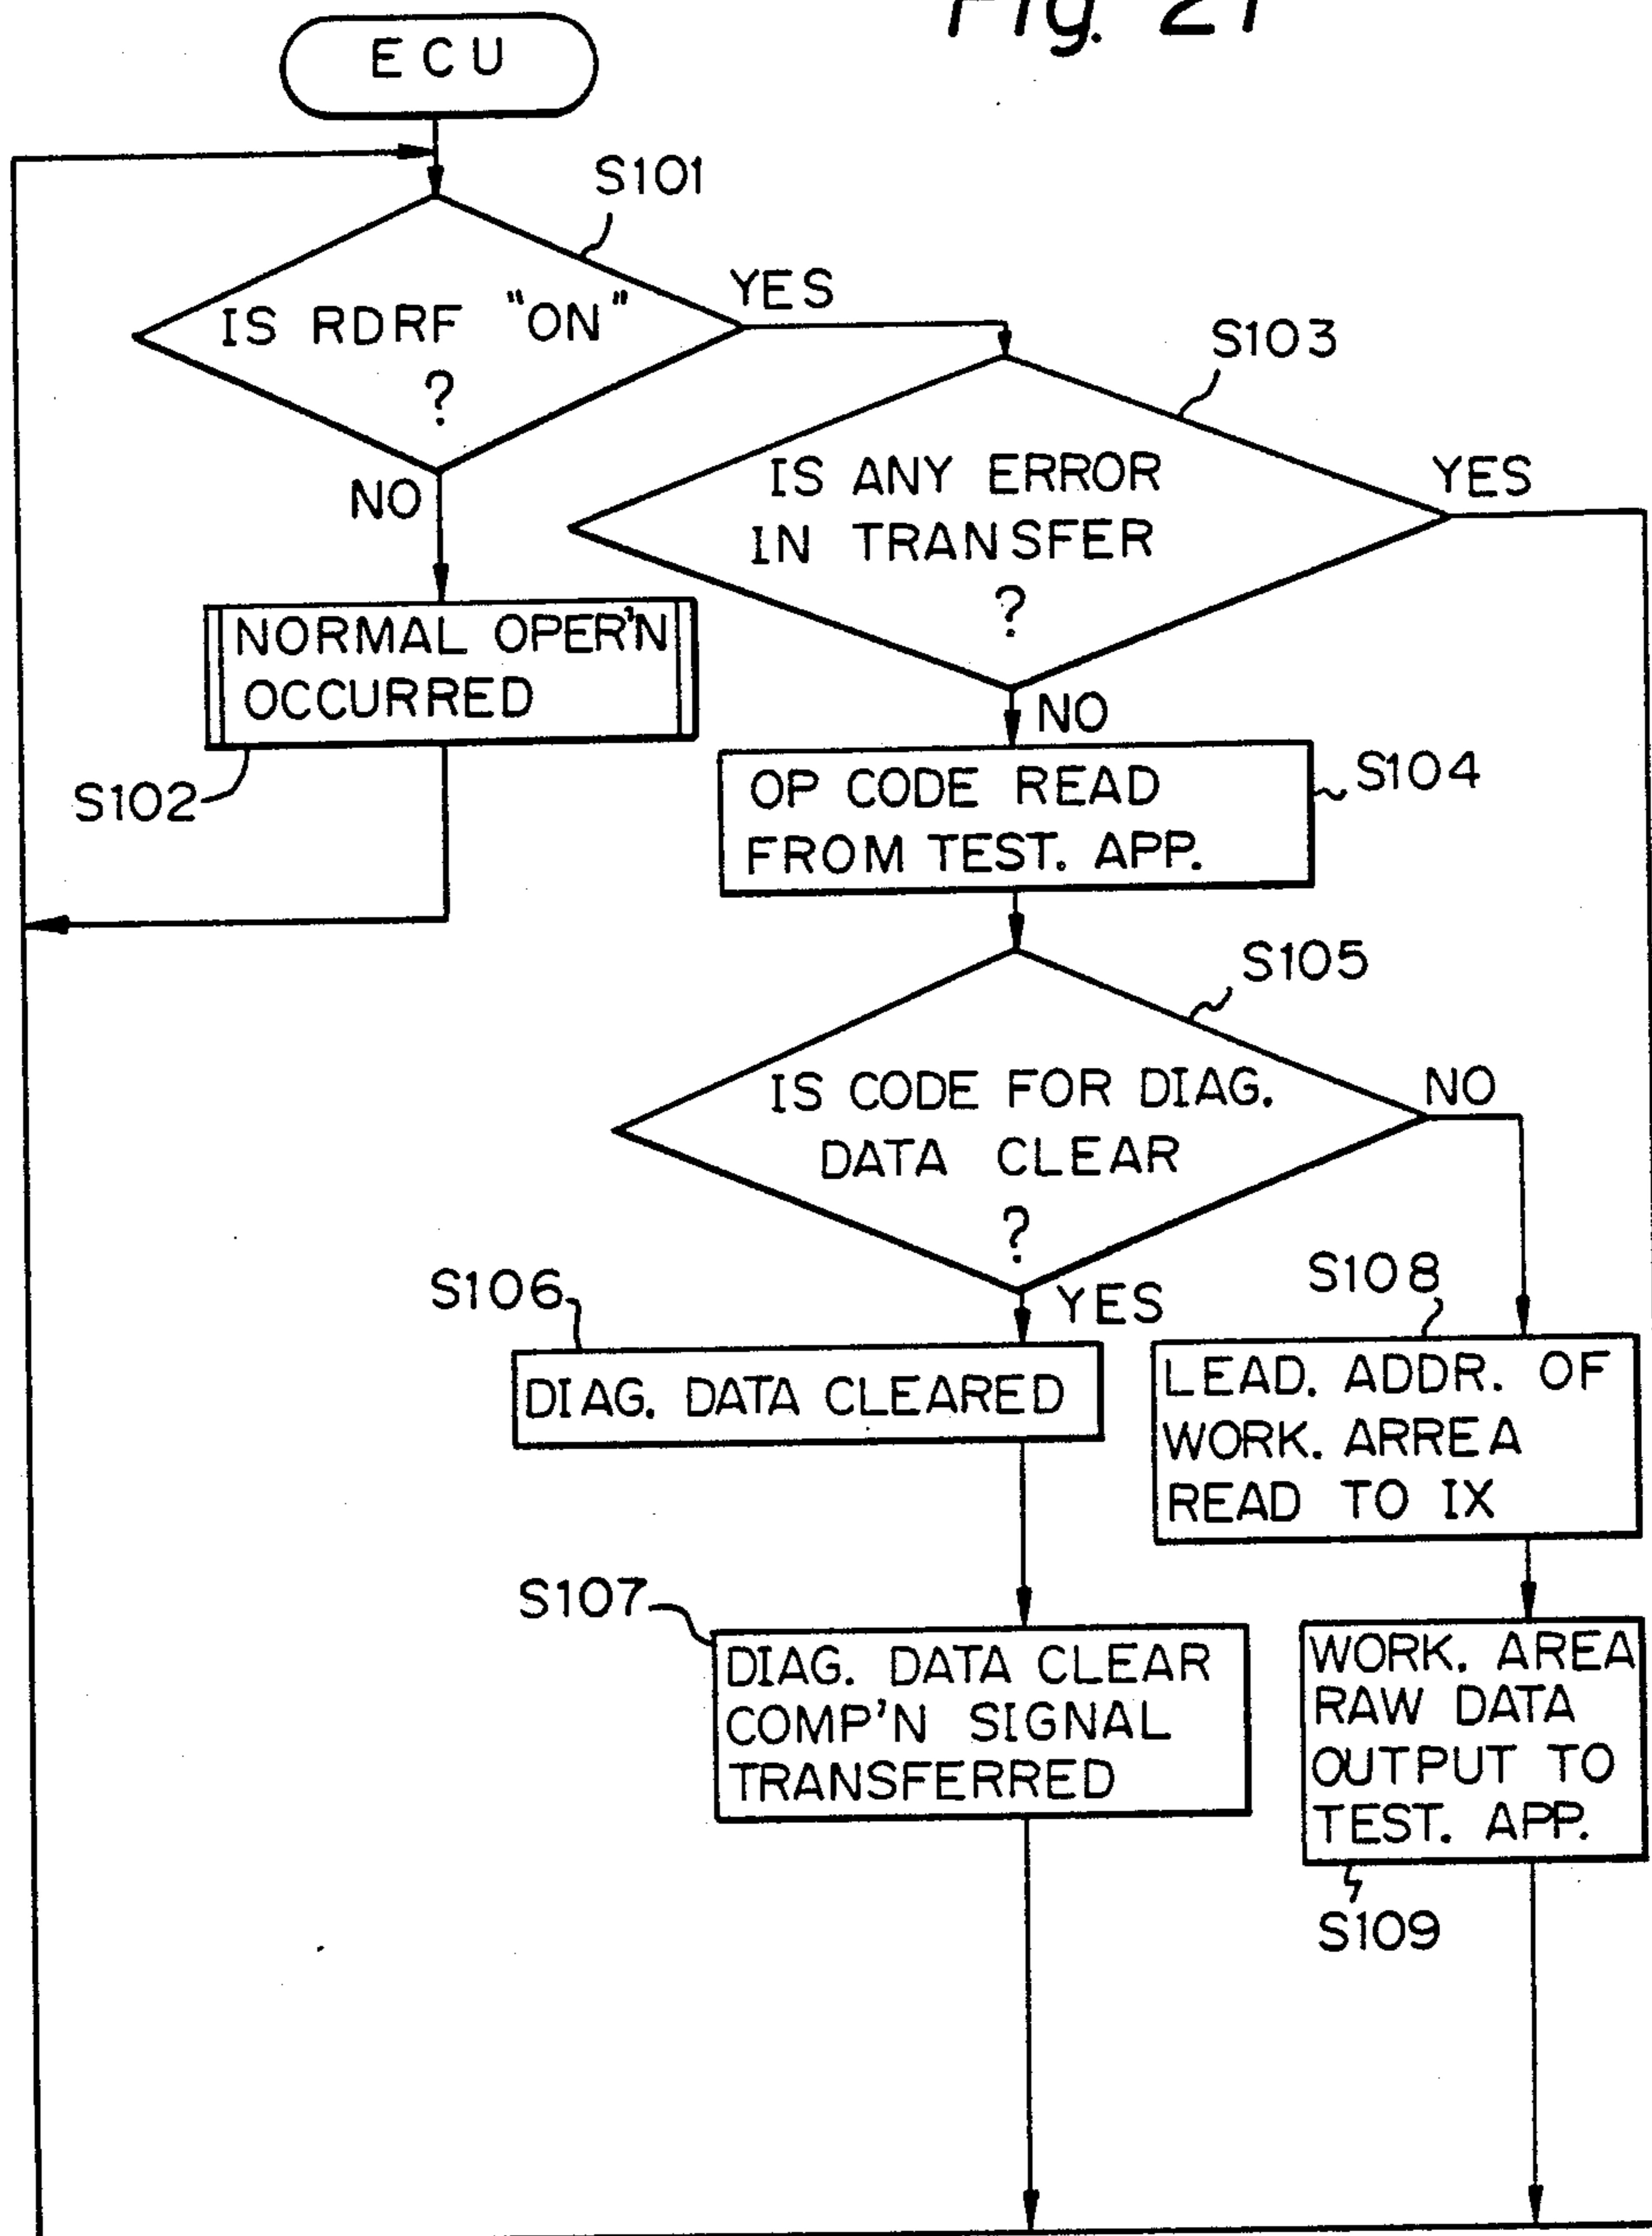 Fig. 21
ECU
S101
IS RDRF "ON"
?
YES
NO
S103
IS ANY ERROR
IN TRANSFER
?
YES
NO
NORMAL OPER'N
OCCURRED
S102
OP CODE READ
FROM TEST. APP.
S104
S105
IS CODE FOR DIAG.
DATA CLEAR
?
NO
YES
S106
DIAG. DATA CLEARED
S108
LEAD. ADDR. OF
WORK. ARREA
READ TO IX
S107
DIAG. DATA CLEAR
COMP'N SIGNAL
TRANSFERRED
WORK. AREA
RAW DATA
OUTPUT TO
TEST. APP.
S109